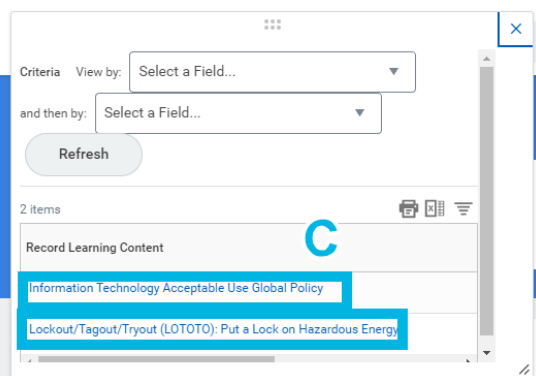 Criteria View by: Select a Field...
and then by: Select a Field...
Refresh
2 items
C
Record Learning Content
Information Technology Acceptable Use Global Policy
Lockout/Tagout/Tryout (LOTOTO): Put a Lock on Hazardous Energy